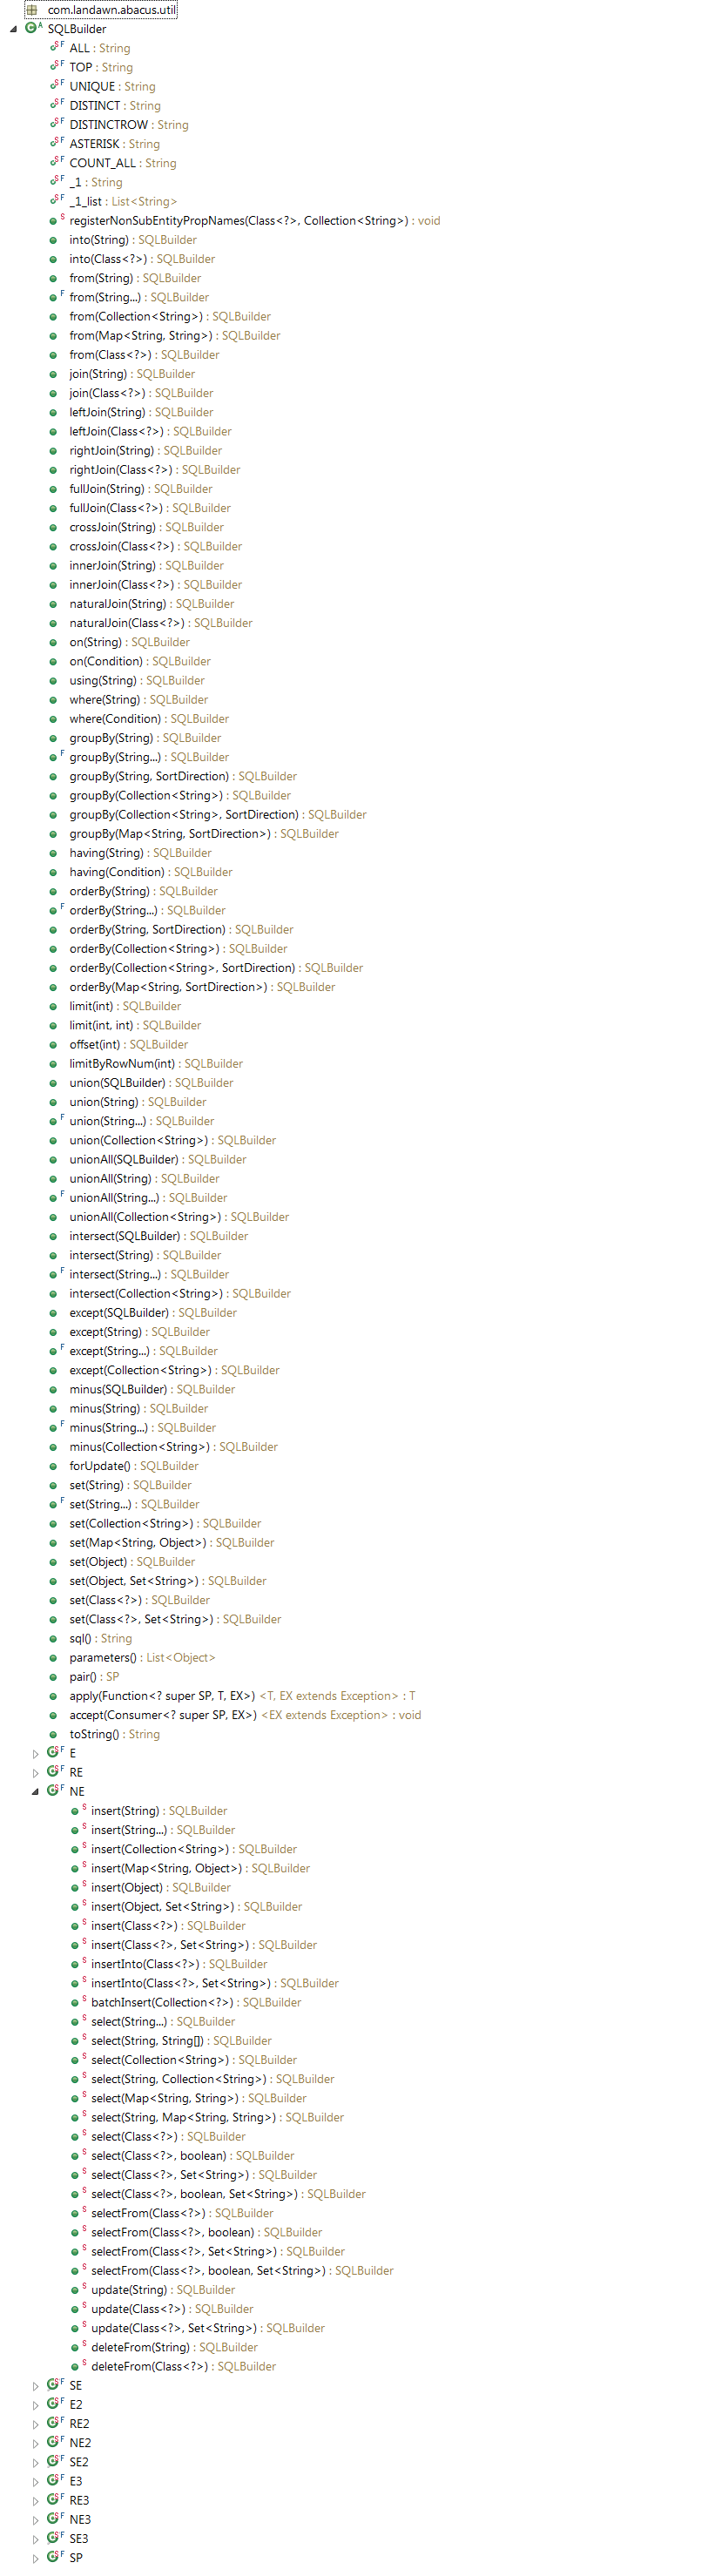 com.landawn.abacus.util
SQLBuilder
ALL : String
TOP : String
UNIQUE : String
DISTINCT : String
DISTINCTROW : String
ASTERISK : String
COUNT_ALL : String
_1 : String
_1_list : List<String>
registerNonSubEntityPropNames(Class<?>, Collection<String>) : void
into(String) : SQLBuilder
into(Class<?>) : SQLBuilder
from(String) : SQLBuilder
from(String...) : SQLBuilder
from(Collection<String>) : SQLBuilder
from(Map<String, String>) : SQLBuilder
from(Class<?>) : SQLBuilder
join(String) : SQLBuilder
join(Class<?>) : SQLBuilder
leftJoin(String) : SQLBuilder
leftJoin(Class<?>) : SQLBuilder
rightJoin(String) : SQLBuilder
rightJoin(Class<?>) : SQLBuilder
fullJoin(String) : SQLBuilder
fullJoin(Class<?>) : SQLBuilder
crossJoin(String) : SQLBuilder
crossJoin(Class<?>) : SQLBuilder
innerJoin(String) : SQLBuilder
innerJoin(Class<?>) : SQLBuilder
naturalJoin(String) : SQLBuilder
naturalJoin(Class<?>) : SQLBuilder
on(String) : SQLBuilder
on(Condition) : SQLBuilder
using(String) : SQLBuilder
where(String) : SQLBuilder
where(Condition) : SQLBuilder
groupBy(String) : SQLBuilder
groupBy(String...) : SQLBuilder
groupBy(String, SortDirection) : SQLBuilder
groupBy(Collection<String>) : SQLBuilder
groupBy(Collection<String>, SortDirection) : SQLBuilder
groupBy(Map<String, SortDirection>) : SQLBuilder
having(String) : SQLBuilder
having(Condition) : SQLBuilder
orderBy(String) : SQLBuilder
orderBy(String...) : SQLBuilder
orderBy(String, SortDirection) : SQLBuilder
orderBy(Collection<String>) : SQLBuilder
orderBy(Collection<String>, SortDirection) : SQLBuilder
orderBy(Map<String, SortDirection>) : SQLBuilder
limit(int) : SQLBuilder
limit(int, int) : SQLBuilder
offset(int) : SQLBuilder
limitByRowNum(int) : SQLBuilder
union(SQLBuilder) : SQLBuilder
union(String) : SQLBuilder
union(String...) : SQLBuilder
union(Collection<String>) : SQLBuilder
unionAll(SQLBuilder) : SQLBuilder
unionAll(String) : SQLBuilder
unionAll(String...) : SQLBuilder
unionAll(Collection<String>) : SQLBuilder
intersect(SQLBuilder) : SQLBuilder
intersect(String) : SQLBuilder
intersect(String...) : SQLBuilder
intersect(Collection<String>) : SQLBuilder
except(SQLBuilder) : SQLBuilder
except(String) : SQLBuilder
except(String...) : SQLBuilder
except(Collection<String>) : SQLBuilder
minus(SQLBuilder) : SQLBuilder
minus(String) : SQLBuilder
minus(String...) : SQLBuilder
minus(Collection<String>) : SQLBuilder
forUpdate() : SQLBuilder
set(String) : SQLBuilder
set(String...) : SQLBuilder
set(Collection<String>) : SQLBuilder
set(Map<String, Object>) : SQLBuilder
set(Object) : SQLBuilder
set(Object, Set<String>) : SQLBuilder
set(Class<?>) : SQLBuilder
set(Class<?>, Set<String>) : SQLBuilder
sql() : String
parameters() : List<Object>
pair() : SP
apply(Function<? super SP, T, EX>) <T, EX extends Exception> : T
accept(Consumer<? super SP, EX>) <EX extends Exception> : void
toString() : String
E
RE
NE
insert(String) : SQLBuilder
insert(String...) : SQLBuilder
insert(Collection<String>) : SQLBuilder
insert(Map<String, Object>) : SQLBuilder
insert(Object) : SQLBuilder
insert(Object, Set<String>) : SQLBuilder
insert(Class<?>) : SQLBuilder
insert(Class<?>, Set<String>) : SQLBuilder
insertInto(Class<?>) : SQLBuilder
insertInto(Class<?>, Set<String>) : SQLBuilder
batchInsert(Collection<?>) : SQLBuilder
select(String...) : SQLBuilder
select(String, String[]) : SQLBuilder
select(Collection<String>) : SQLBuilder
select(String, Collection<String>) : SQLBuilder
select(Map<String, String>) : SQLBuilder
select(String, Map<String, String>) : SQLBuilder
select(Class<?>) : SQLBuilder
select(Class<?>, boolean) : SQLBuilder
select(Class<?>, Set<String>) : SQLBuilder
select(Class<?>, boolean, Set<String>) : SQLBuilder
selectFrom(Class<?>) : SQLBuilder
selectFrom(Class<?>, boolean) : SQLBuilder
selectFrom(Class<?>, Set<String>) : SQLBuilder
selectFrom(Class<?>, boolean, Set<String>) : SQLBuilder
update(String) : SQLBuilder
update(Class<?>) : SQLBuilder
update(Class<?>, Set<String>) : SQLBuilder
deleteFrom(String) : SQLBuilder
deleteFrom(Class<?>) : SQLBuilder
SE
E2
RE2
NE2
SE2
E3
RE3
NE3
SE3
SP